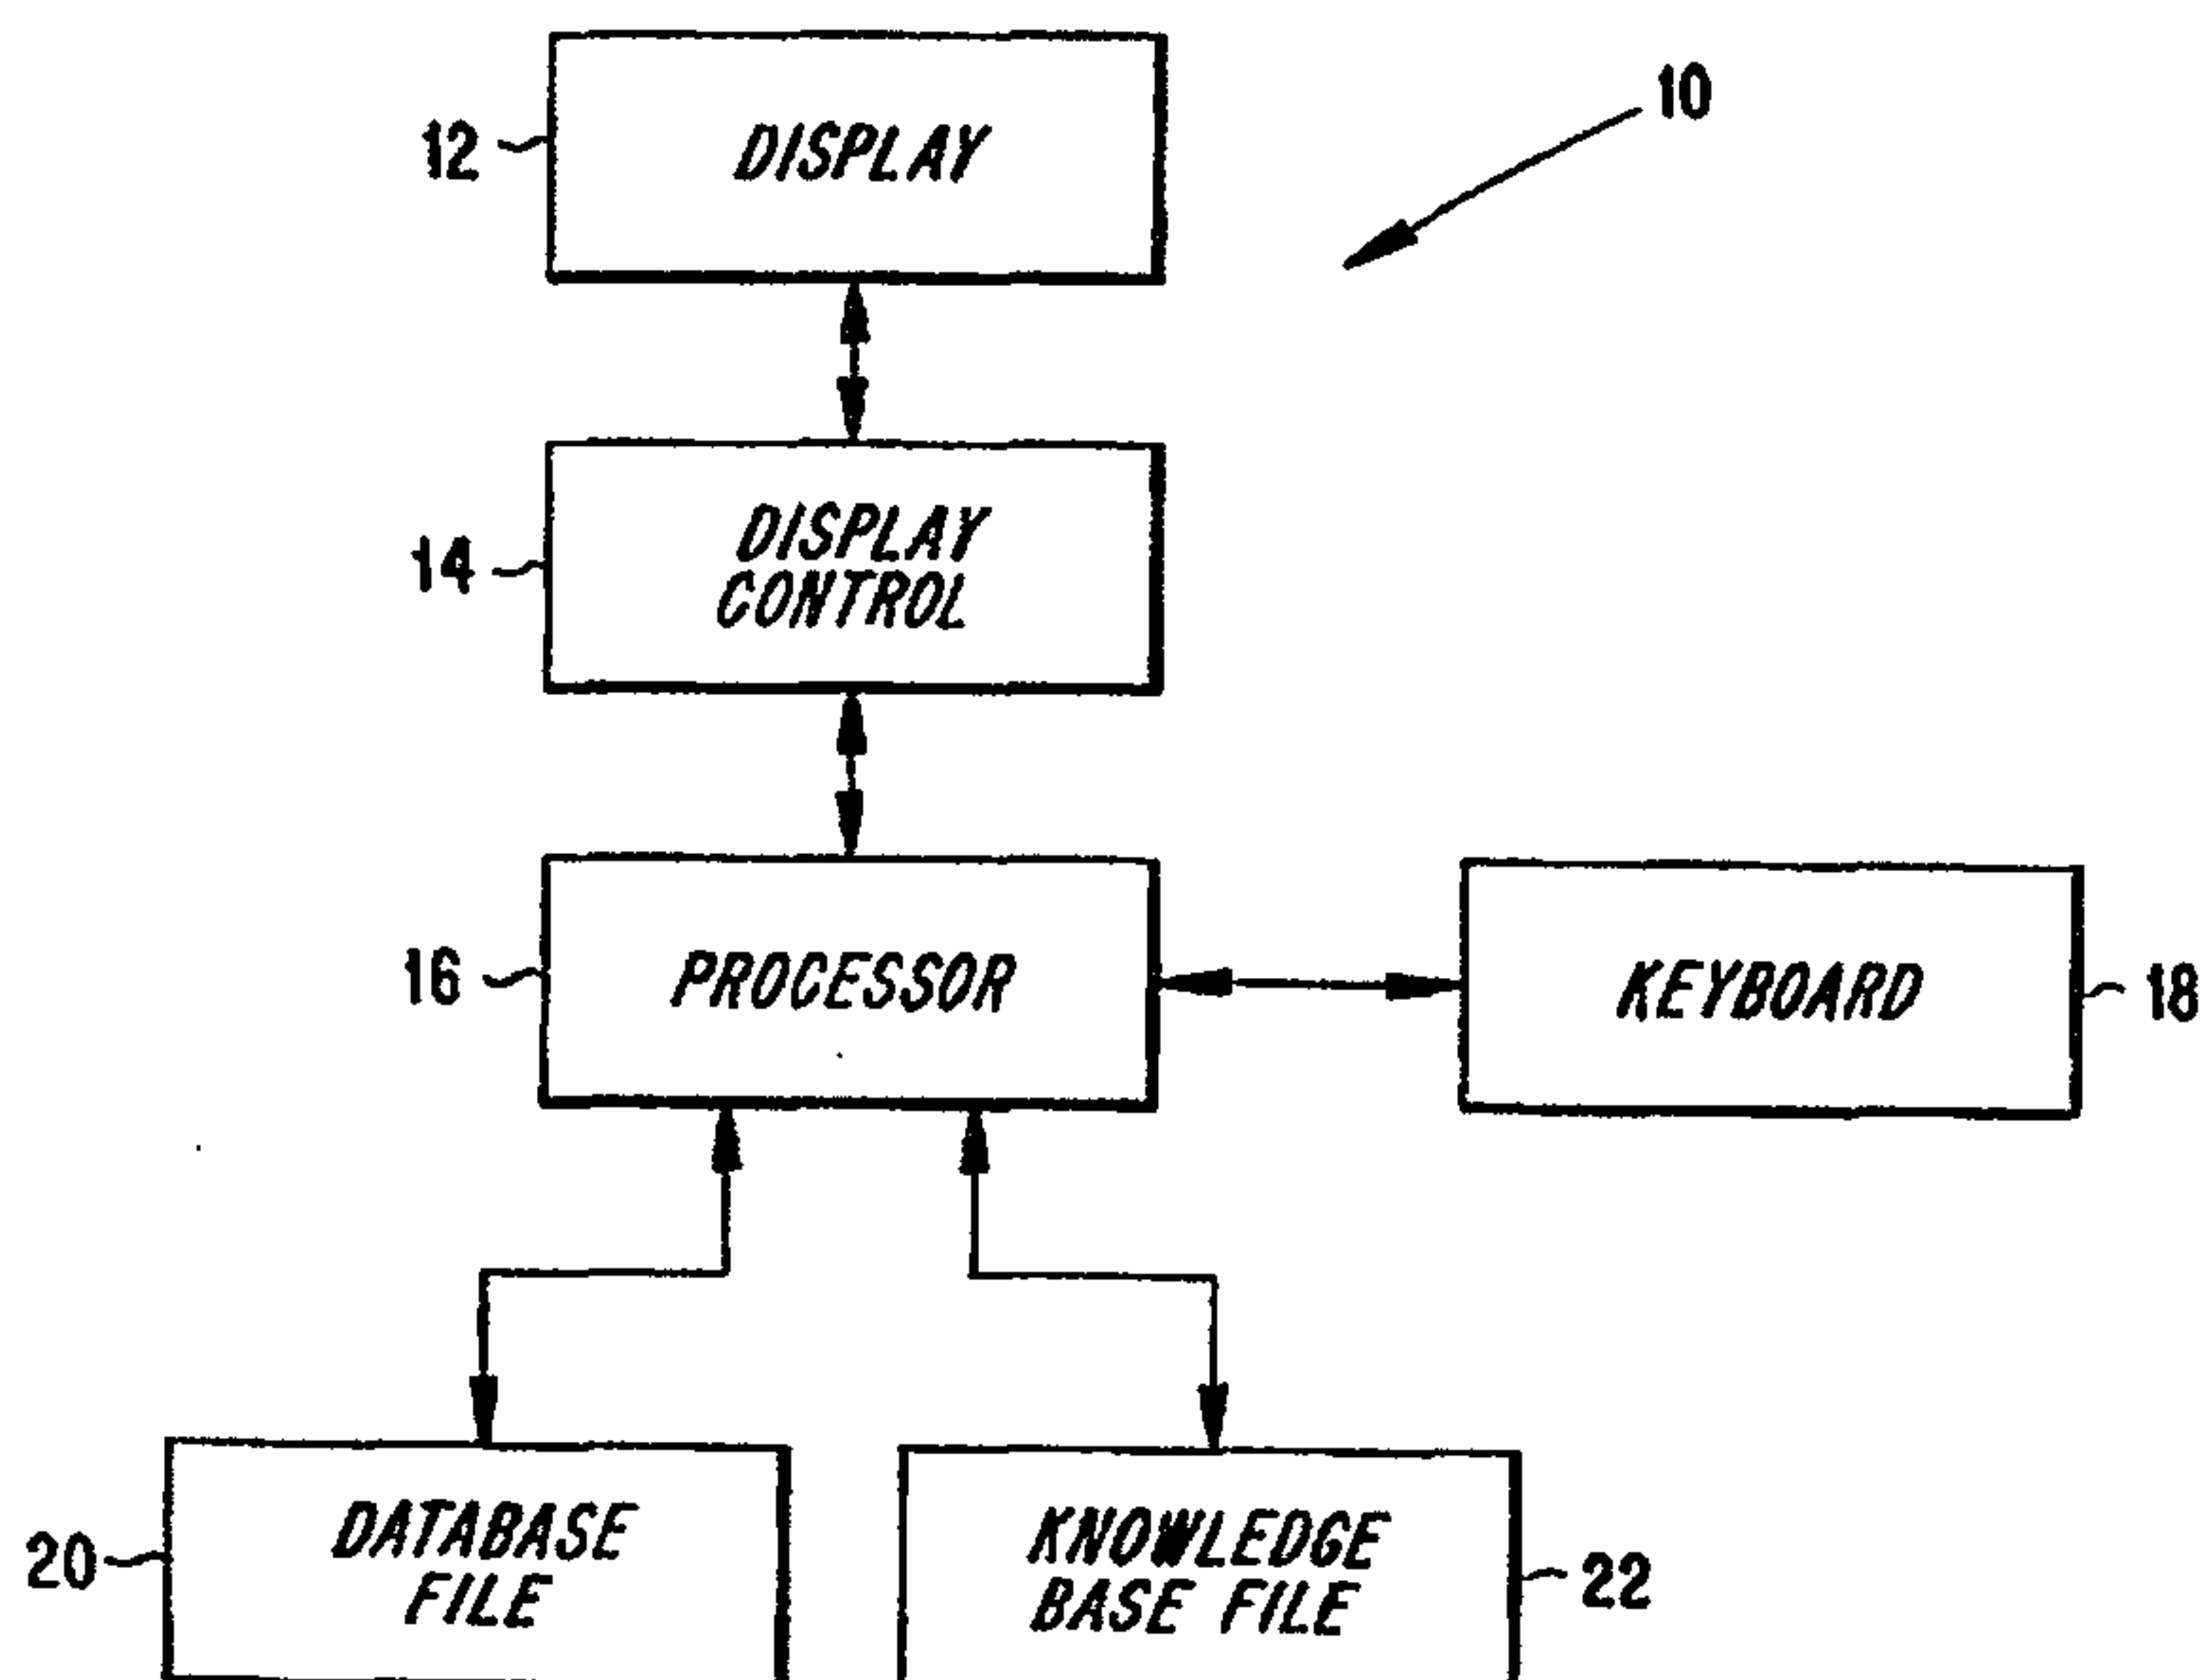 10
12
DISPLAY
14
DISPLAY
CONTROL
16
PROCESSOR
KEYBOARD
18
20
DATABASE
FILE
KNOWLEDGE
BASE FILE
22